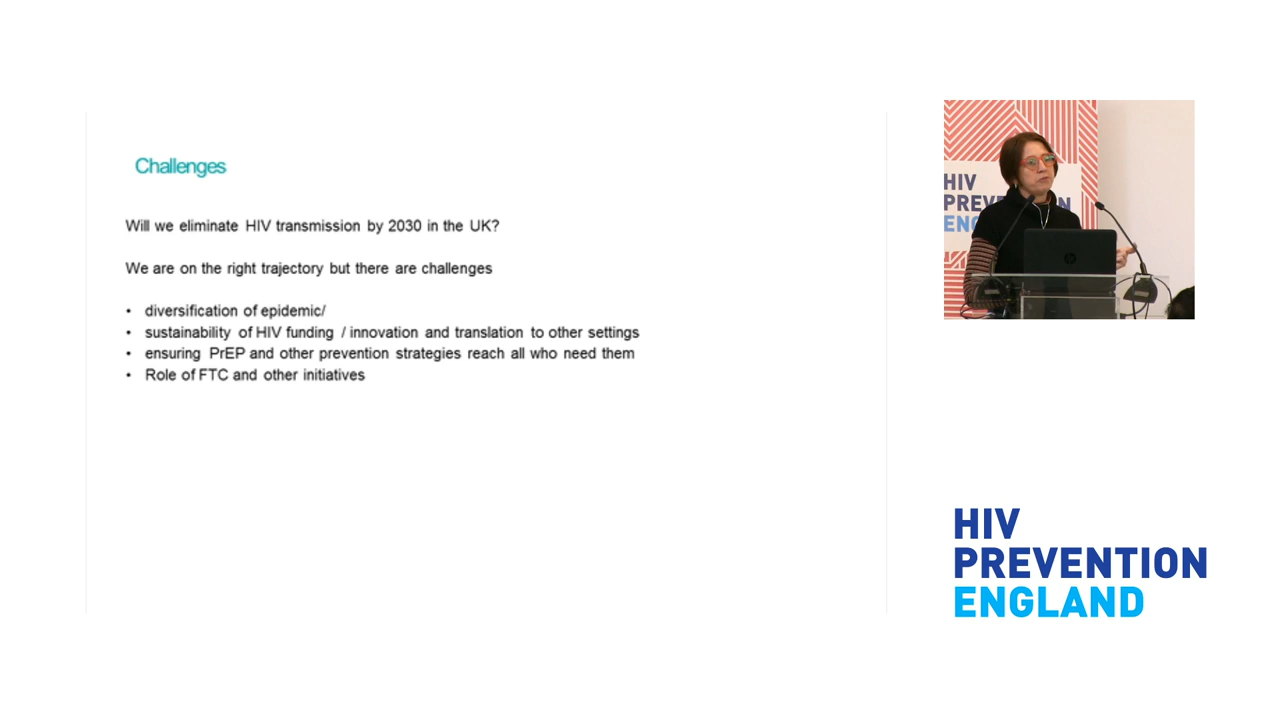 Challenges
Will we eliminate HIV transmission by 2030 in the UK?
We are on the right trajectory but there are challenges
• diversification of epidemic/
• sustainability of HIV funding / innovation and translation to other settings
• ensuring PrEP and other prevention strategies reach all who need them
• Role of FTC and other initiatives
HIV
HIV
PREVENTION
ENGLAND